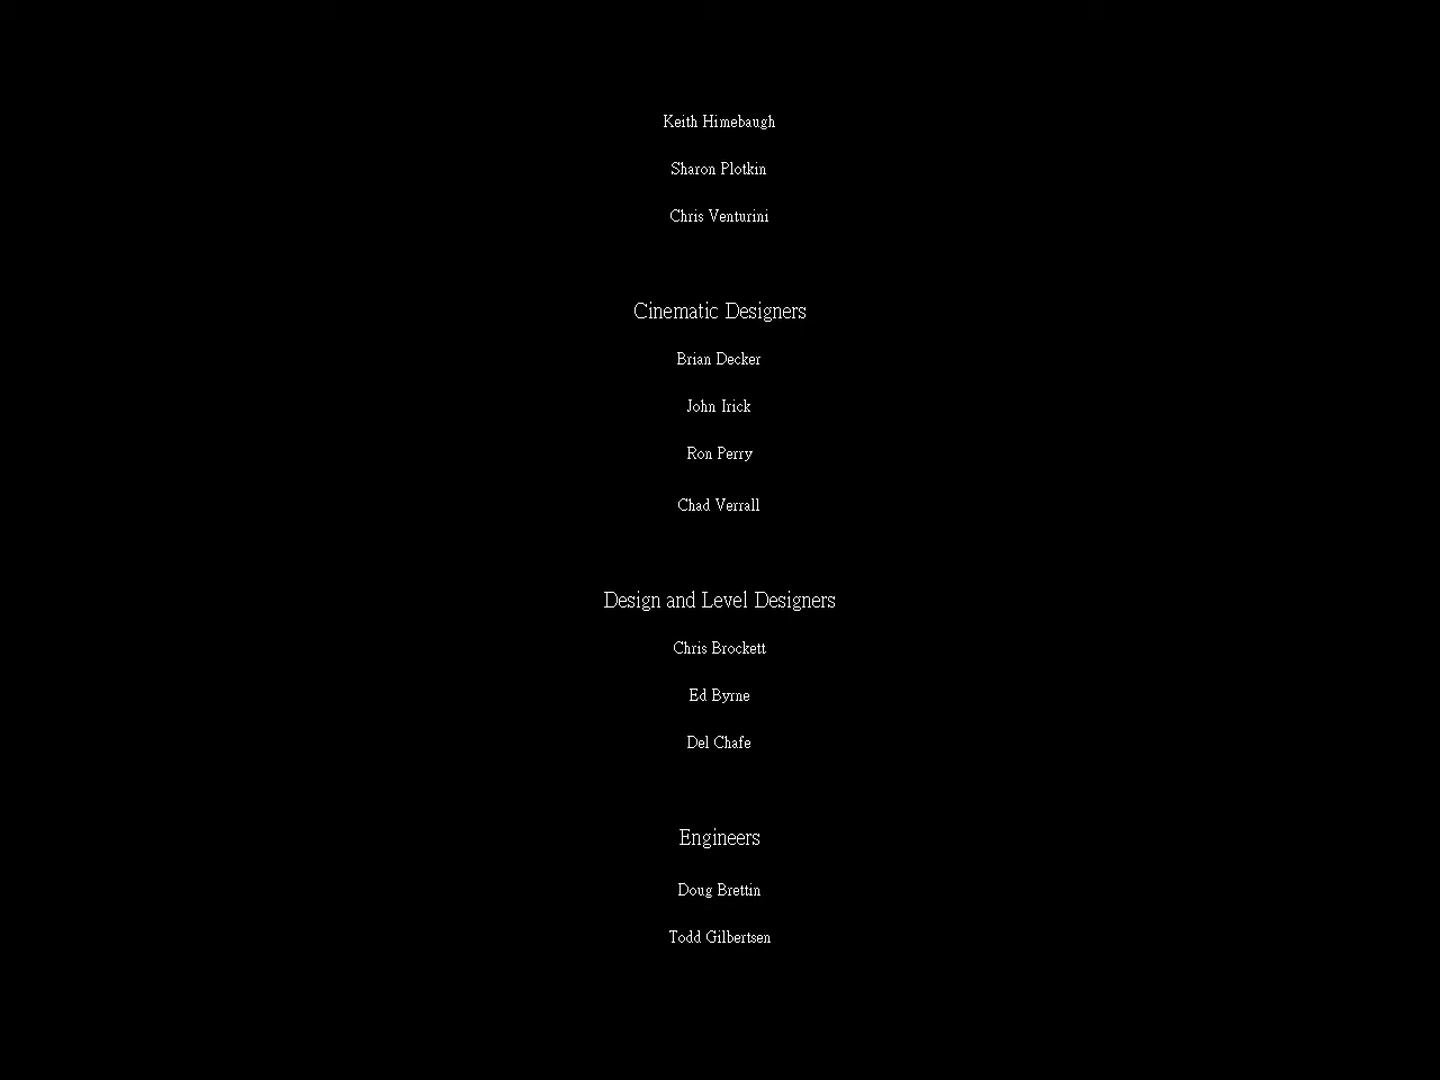 Keith Himebaugh
Sharon Plotkin
Chris Venturini
Cinematic Designers
Brian Decker
John Irick
Ron Perry
Chad Verrall
Design and Level Designers
Chris Brockett
Ed Byrne
Del Chafe
Engineers
Doug Brettin
Todd Gilbertsen